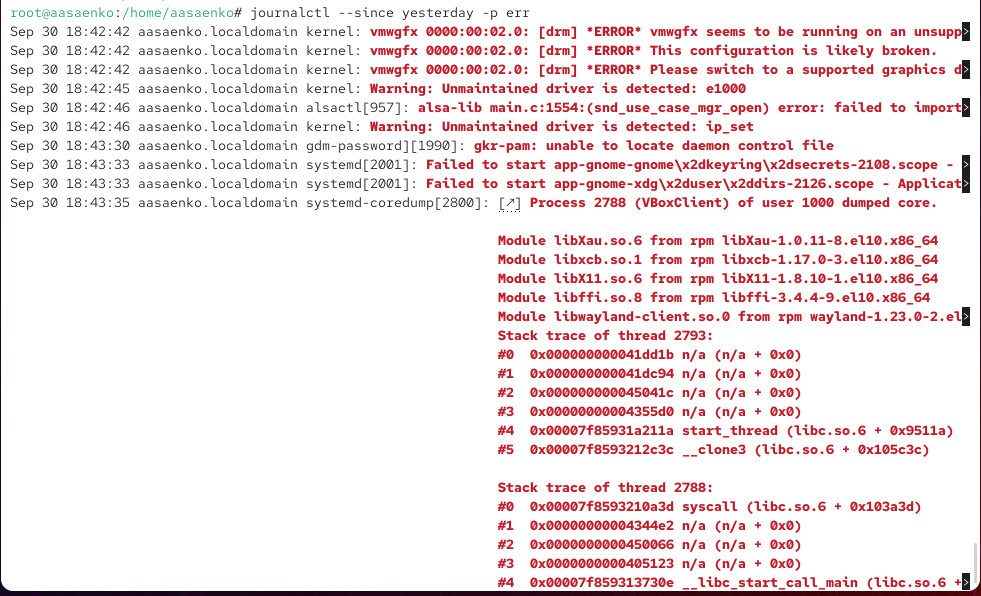 root@aasaenko:/home/aasaenko# journalctl --since yesterday -p err
Sep 30 18:42:42 aasaenko.localdomain kernel: vmwgfx 0000:00:02.0: [drm] *ERROR* vmwgfx seems to be running on an unsupp>
Sep 30 18:42:42 aasaenko.localdomain kernel: vmwgfx 0000:00:02.0: [drm] *ERROR* This configuration is likely broken.
Sep 30 18:42:42 aasaenko.localdomain kernel: vmwgfx 0000:00:02.0: [drm] *ERROR* Please switch to a supported graphics d>
Sep 30 18:42:45 aasaenko.localdomain kernel: Warning: Unmaintained driver is detected: e1000
Sep 30 18:42:46 aasaenko.localdomain alsactl[957]: alsa-lib main.c:1554:(snd_use_case_mgr_open) error: failed to import>
Sep 30 18:42:46 aasaenko.localdomain kernel: Warning: Unmaintained driver is detected: ip_set
Sep 30 18:43:30 aasaenko.localdomain gdm-password][1990]: gkr-pam: unable to locate daemon control file
Sep 30 18:43:33 aasaenko.localdomain systemd[2001]: Failed to start app-gnome-gnome\x2dkeyring\x2dsecrets-2108.scope - >
Sep 30 18:43:33 aasaenko.localdomain systemd[2001]: Failed to start app-gnome-xdg\x2duser\x2ddirs-2126.scope - Applicat>
Sep 30 18:43:35 aasaenko.localdomain systemd-coredump[2800]: [↗] Process 2788 (VBoxClient) of user 1000 dumped core.
Module libXau.so.6 from rpm libXau-1.0.11-8.el10.x86_64
Module libxcb.so.1 from rpm libxcb-1.17.0-3.el10.x86_64
Module libX11.so.6 from rpm libX11-1.8.10-1.el10.x86_64
Module libffi.so.8 from rpm libffi-3.4.4-9.el10.x86_64
Module libwayland-client.so.0 from rpm wayland-1.23.0-2.el>
Stack trace of thread 2793:
#0  0x000000000041dd1b n/a (n/a + 0x0)
#1  0x000000000041dc94 n/a (n/a + 0x0)
#2  0x000000000045041c n/a (n/a + 0x0)
#3  0x00000000004355d0 n/a (n/a + 0x0)
#4  0x00007f85931a211a start_thread (libc.so.6 + 0x9511a)
#5  0x00007f8593212c3c __clone3 (libc.so.6 + 0x105c3c)
Stack trace of thread 2788:
#0  0x00007f8593210a3d syscall (libc.so.6 + 0x103a3d)
#1  0x00000000004344e2 n/a (n/a + 0x0)
#2  0x0000000000450066 n/a (n/a + 0x0)
#3  0x0000000000405123 n/a (n/a + 0x0)
#4  0x00007f859313730e __libc_start_call_main (libc.so.6 +>